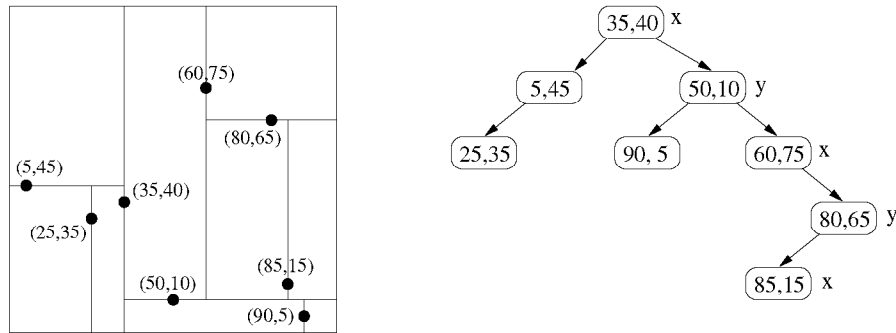 (60,75)
(80,65)
(5,45)
(35,40)
(25,35)
(85,15)
(50,10)
(90,5)
35,40 x
5,45 50,10 y
25,35 90, 5 60,75 x
80,65 y
85,15 x